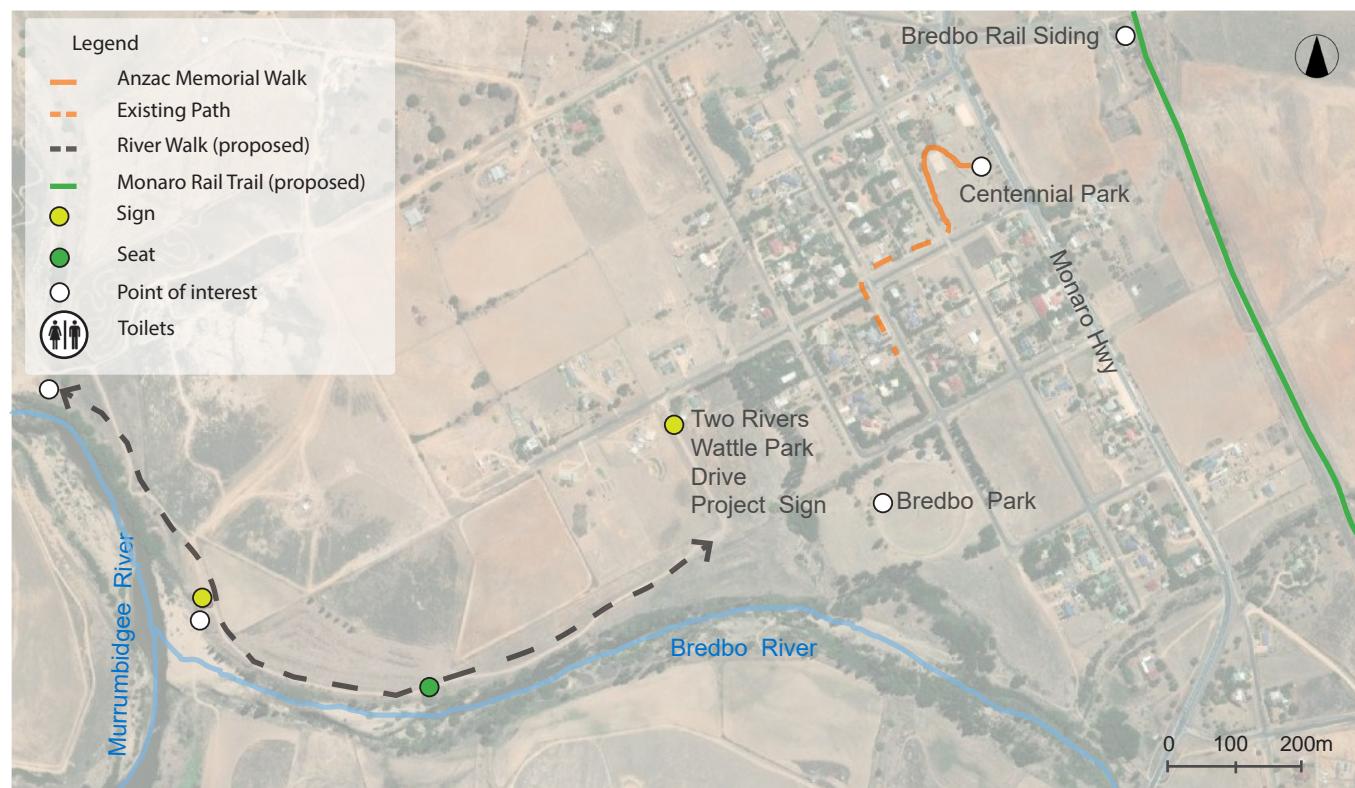 Legend
Anzac Memorial Walk
Existing Path
River Walk (proposed)
Monaro Rail Trail (proposed)
Sign
Seat
Point of interest
Toilets
Bredbo Rail Siding
Centennial Park
Monaro Hwy
Two Rivers
Wattle Park
Drive
Project Sign
Bredbo Park
Murrumbidgee River
Bredbo River
0 100 200m